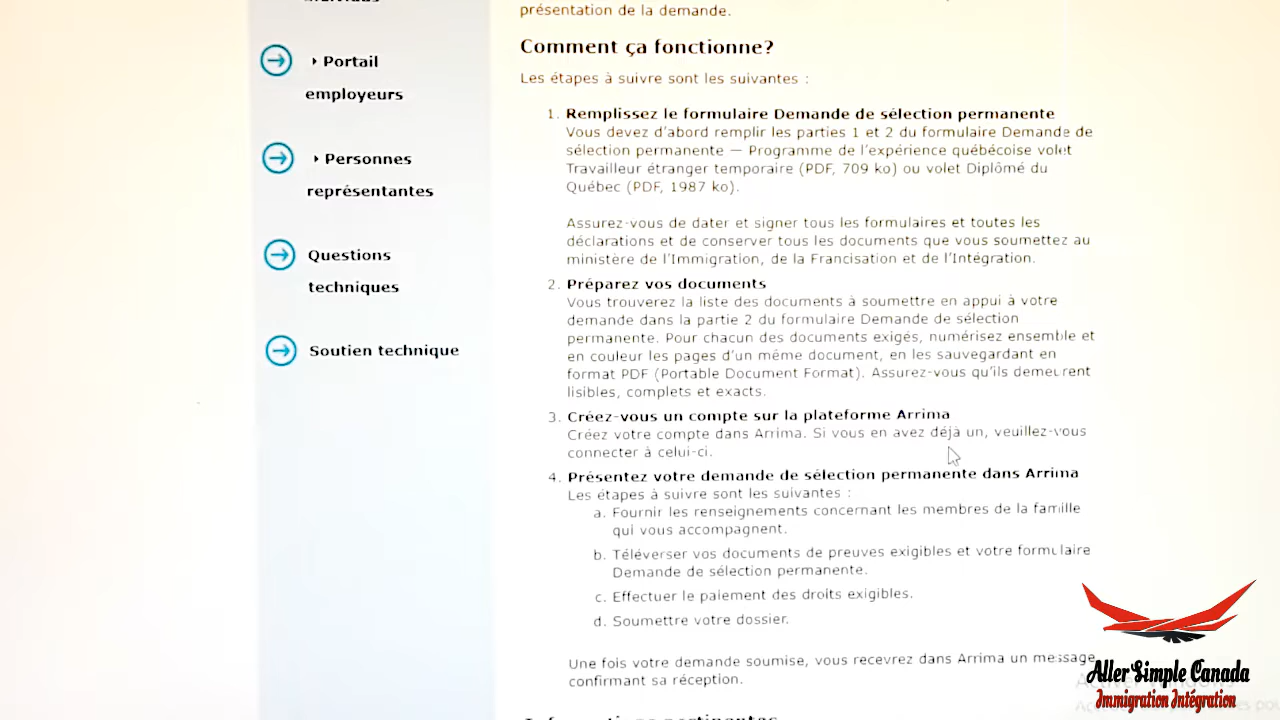 présentation de la demande.
Comment ça fonctionne?
Les étapes à suivre sont les suivantes :
Portail
employeurs
Personnes
représentantes
Questions
techniques
Soutien technique
1. Remplissez le formulaire Demande de sélection permanente
Vous devez d'abord remplir les parties 1 et 2 du formulaire Demande de
sélection permanente — Programme de l'expérience québécoise volet
Travailleur étranger temporaire (PDF, 709 ko) ou volet Diplômé du
Québec (PDF, 1987 ko).
Assurez-vous de dater et signer tous les formulaires et toutes les
déclarations et de conserver tous les documents que vous soumettez au
ministère de l'Immigration, de la Francisation et de l'Intégration.
2. Préparez vos documents
Vous trouverez la liste des documents à soumettre en appui à votre
demande dans la partie 2 du formulaire Demande de sélection
permanente. Pour chacun des documents exigés, numérisez ensemble et
en couleur les pages d'un même document, en les sauvegardant en
format PDF (Portable Document Format). Assurez-vous qu'ils demeurent
lisibles, complets et exacts.
3. Créez-vous un compte sur la plateforme Arrima
Créez votre compte dans Arrima. Si vous en avez déjà un, veuillez-vous
connecter à celui-ci.
4. Présentez votre demande de sélection permanente dans Arrima
Les étapes à suivre sont les suivantes :
a. Fournir les renseignements concernant les membres de la famille
qui vous accompagnent.
b. Téléverser vos documents de preuves exigibles et votre formulaire
Demande de sélection permanente.
c. Effectuer le paiement des droits exigibles.
d. Soumettre votre dossier.
Une fois votre demande soumise, vous recevrez dans Arrima un message
confirmant sa réception.
Aller Simple Canada
Immigration Intégration